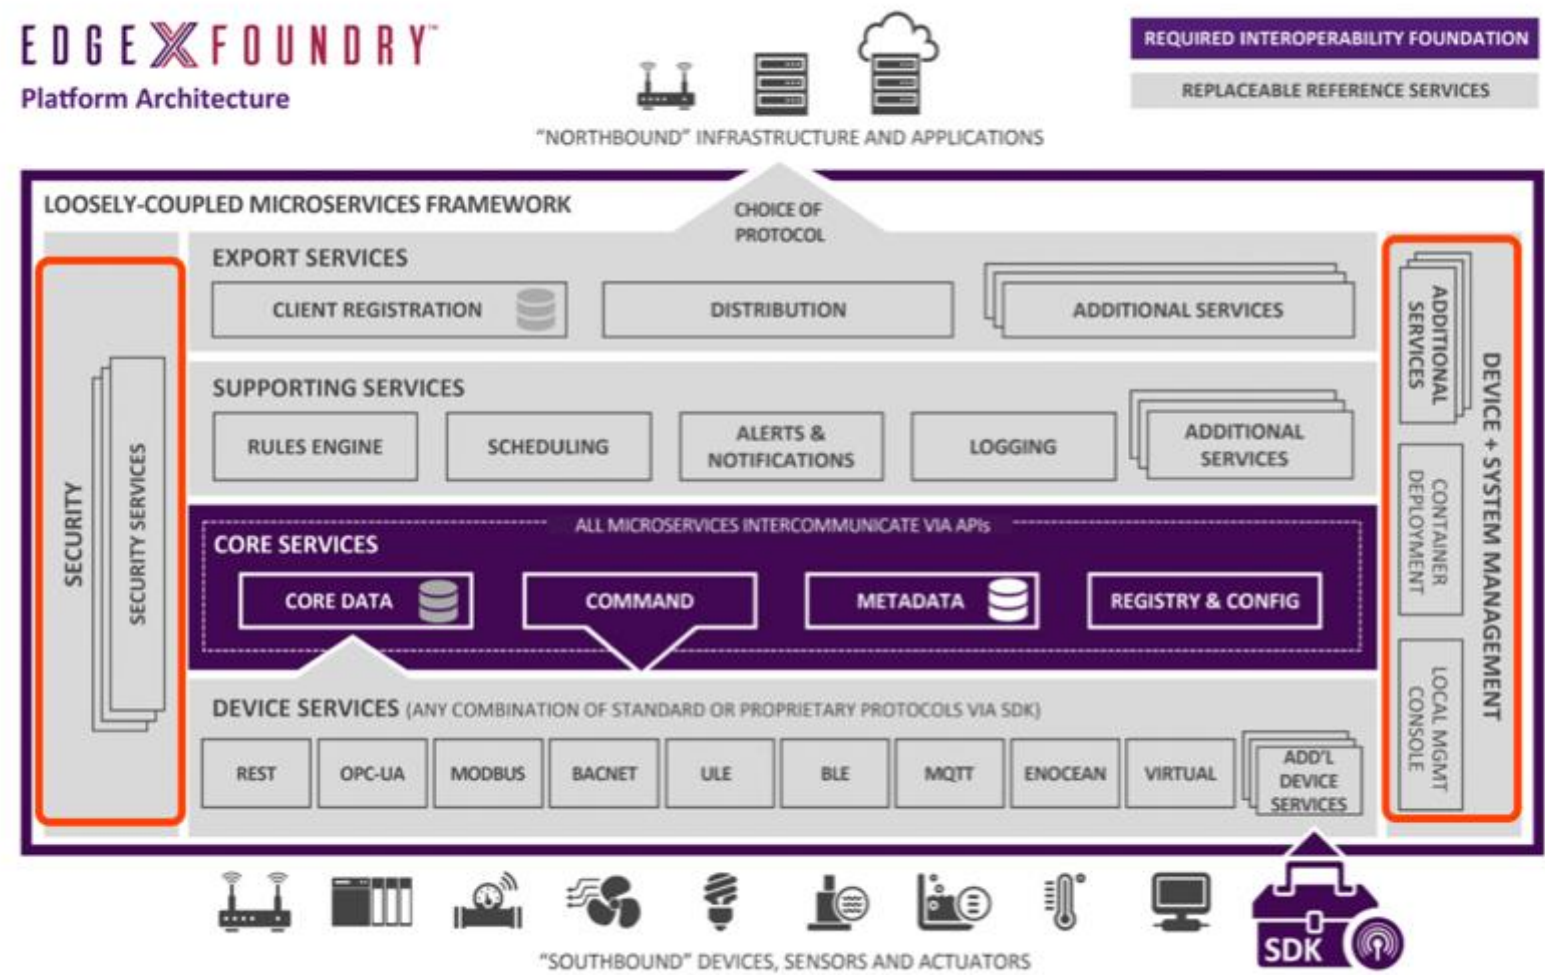 EDGE X FOUNDRY™
Platform Architecture
REQUIRED INTEROPERABILITY FOUNDATION
REPLACEABLE REFERENCE SERVICES
"NORTHBOUND" INFRASTRUCTURE AND APPLICATIONS
LOOSELY-COUPLED MICROSERVICES FRAMEWORK
CHOICE OF
PROTOCOL
SECURITY
SECURITY SERVICES
EXPORT SERVICES
CLIENT REGISTRATION
DISTRIBUTION
ADDITIONAL SERVICES
SUPPORTING SERVICES
RULES ENGINE
SCHEDULING
ALERTS &
NOTIFICATIONS
LOGGING
ADDITIONAL
SERVICES
ALL MICROSERVICES INTERCOMMUNICATE VIA APIs
CORE SERVICES
CORE DATA
COMMAND
METADATA
REGISTRY & CONFIG
DEVICE SERVICES (ANY COMBINATION OF STANDARD OR PROPRIETARY PROTOCOLS VIA SDK)
REST
OPC-UA
MODBUS
BACNET
ULE
BLE
MQTT
ENOCEAN
VIRTUAL
ADD'L
DEVICE
SERVICES
ADDITIONAL
SERVICES
CONTAINER
DEPLOYMENT
LOCAL MGMT
CONSOLE
DEVICE + SYSTEM MANAGEMENT
SDK
"SOUTHBOUND" DEVICES, SENSORS AND ACTUATORS